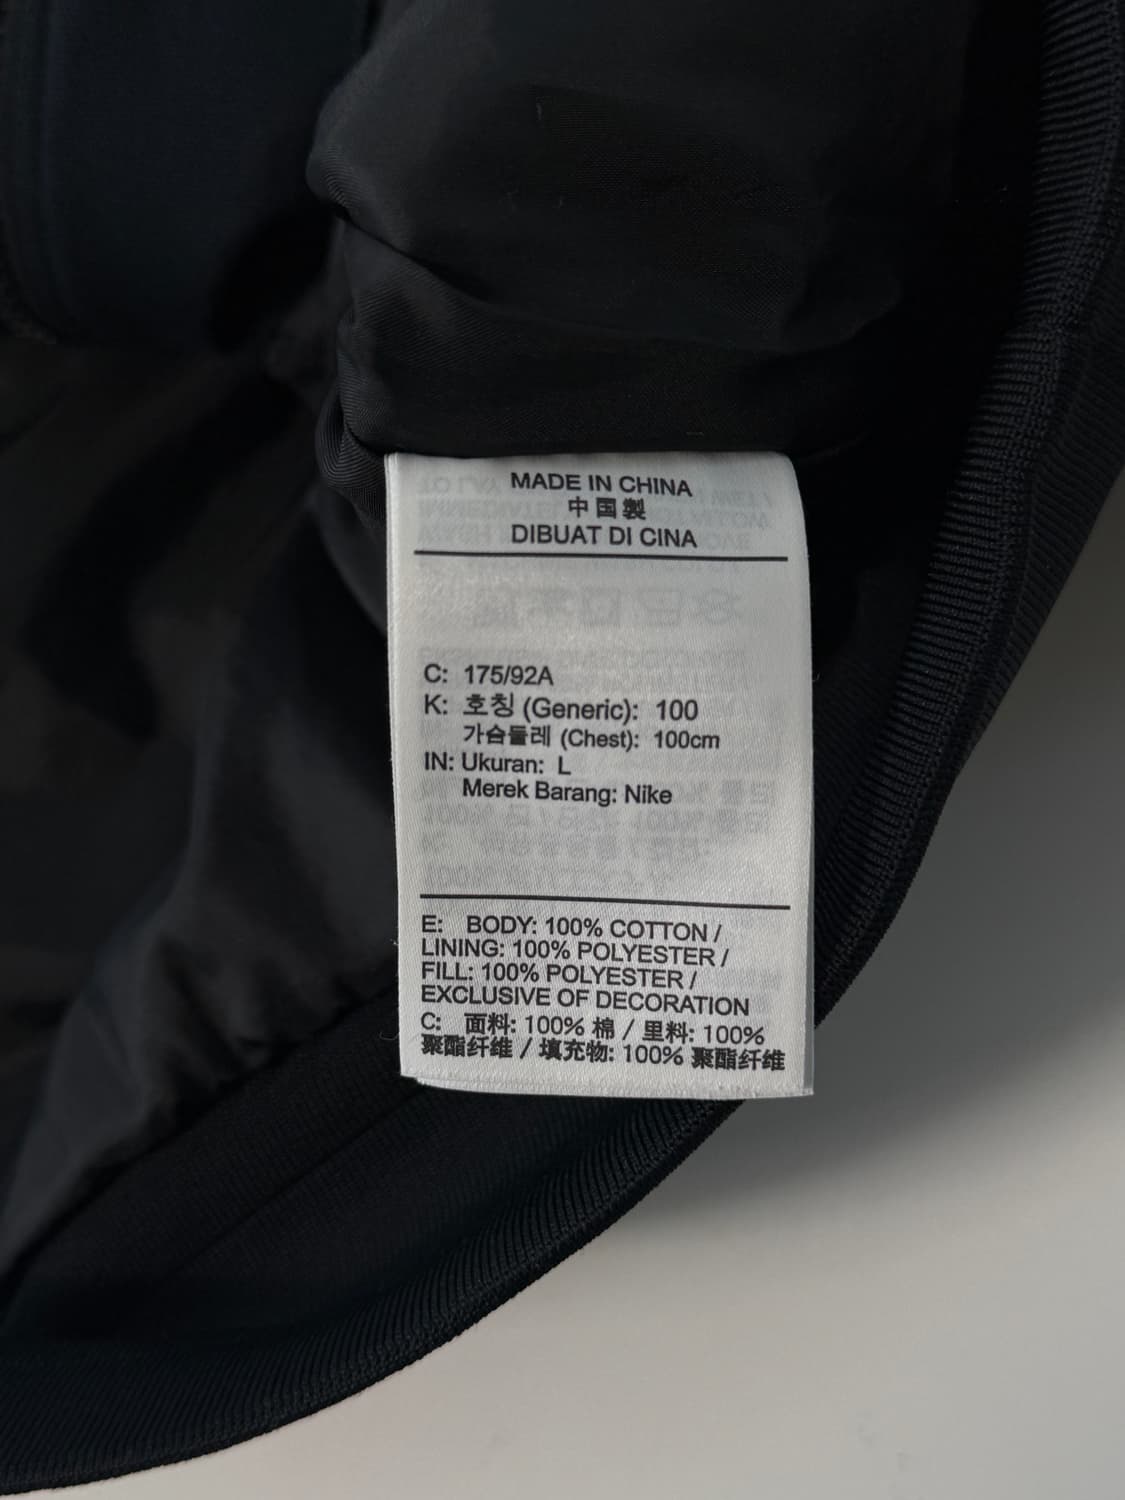 MADE IN CHINA
中国製
DIBUAT DI CINA
C: 175/92A
K: 호칭 (Generic): 100
가슴둘레 (Chest): 100cm
IN: Ukuran: L
Merek Barang: Nike
E: BODY: 100% COTTON /
LINING: 100% POLYESTER /
FILL: 100% POLYESTER /
EXCLUSIVE OF DECORATION
C: 面料: 100% 棉 / 里料: 100%
聚酯纤维 / 填充物: 100% 聚酯纤维